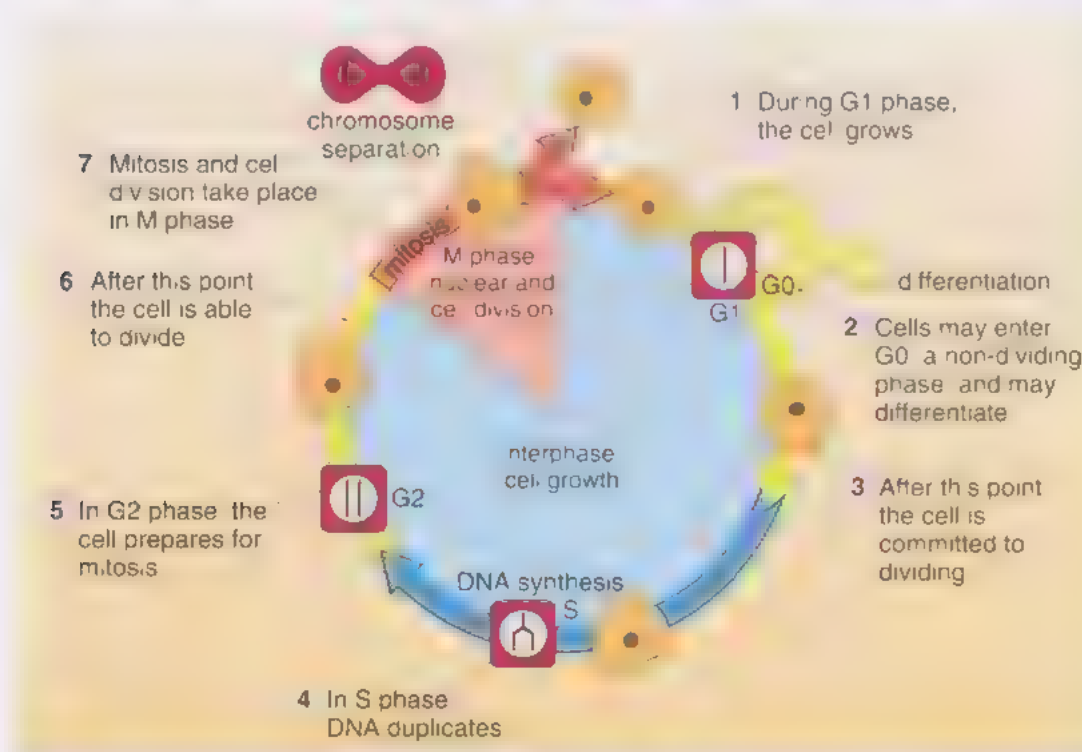 chromosome
separation
1 During G1 phase,
the cell grows
7 Mitosis and cell
division take place
in M phase
mitosis
M phase
nuclear and
cell division
6 After this point
the cell is able
to divide
G0
G1
differentiation
2 Cells may enter
G0 a non-dividing
phase and may
differentiate
interphase
cell growth
G2
3 After this point
the cell is
committed to
dividing
5 In G2 phase the
cell prepares for
mitosis
DNA synthesis
S
4 In S phase
DNA duplicates